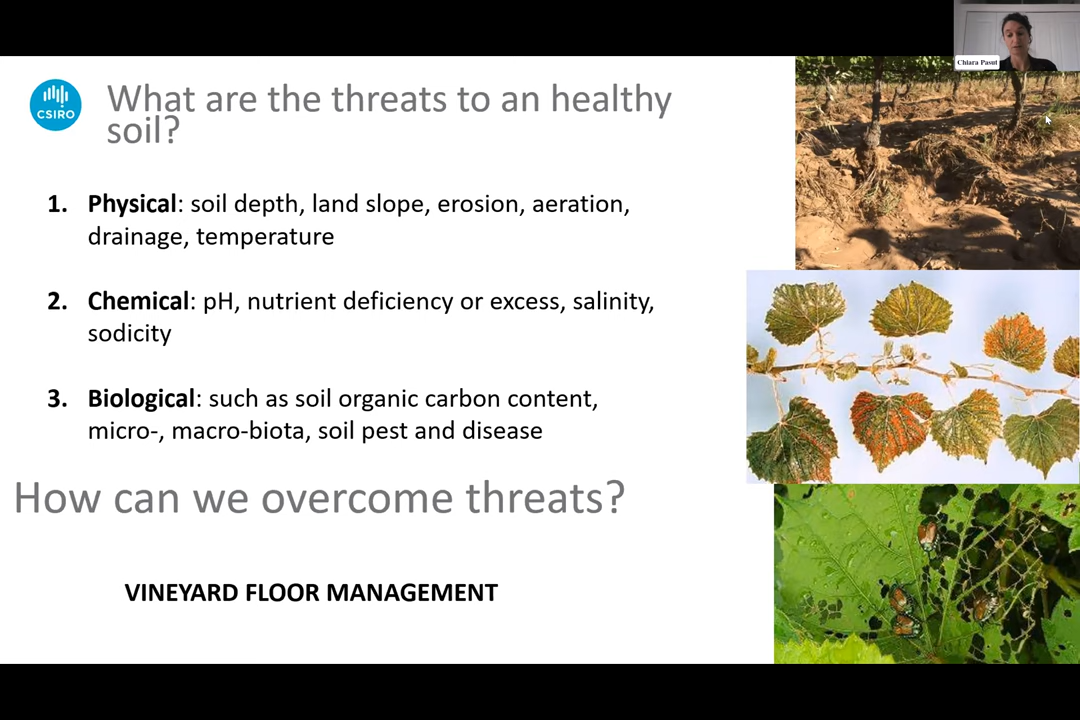 Chiara Pasut
CSIRO
What are the threats to an healthy
soil?
1. Physical: soil depth, land slope, erosion, aeration,
drainage, temperature
2. Chemical: pH, nutrient deficiency or excess, salinity,
sodicity
3. Biological: such as soil organic carbon content,
micro-, macro-biota, soil pest and disease
How can we overcome threats?
VINEYARD FLOOR MANAGEMENT